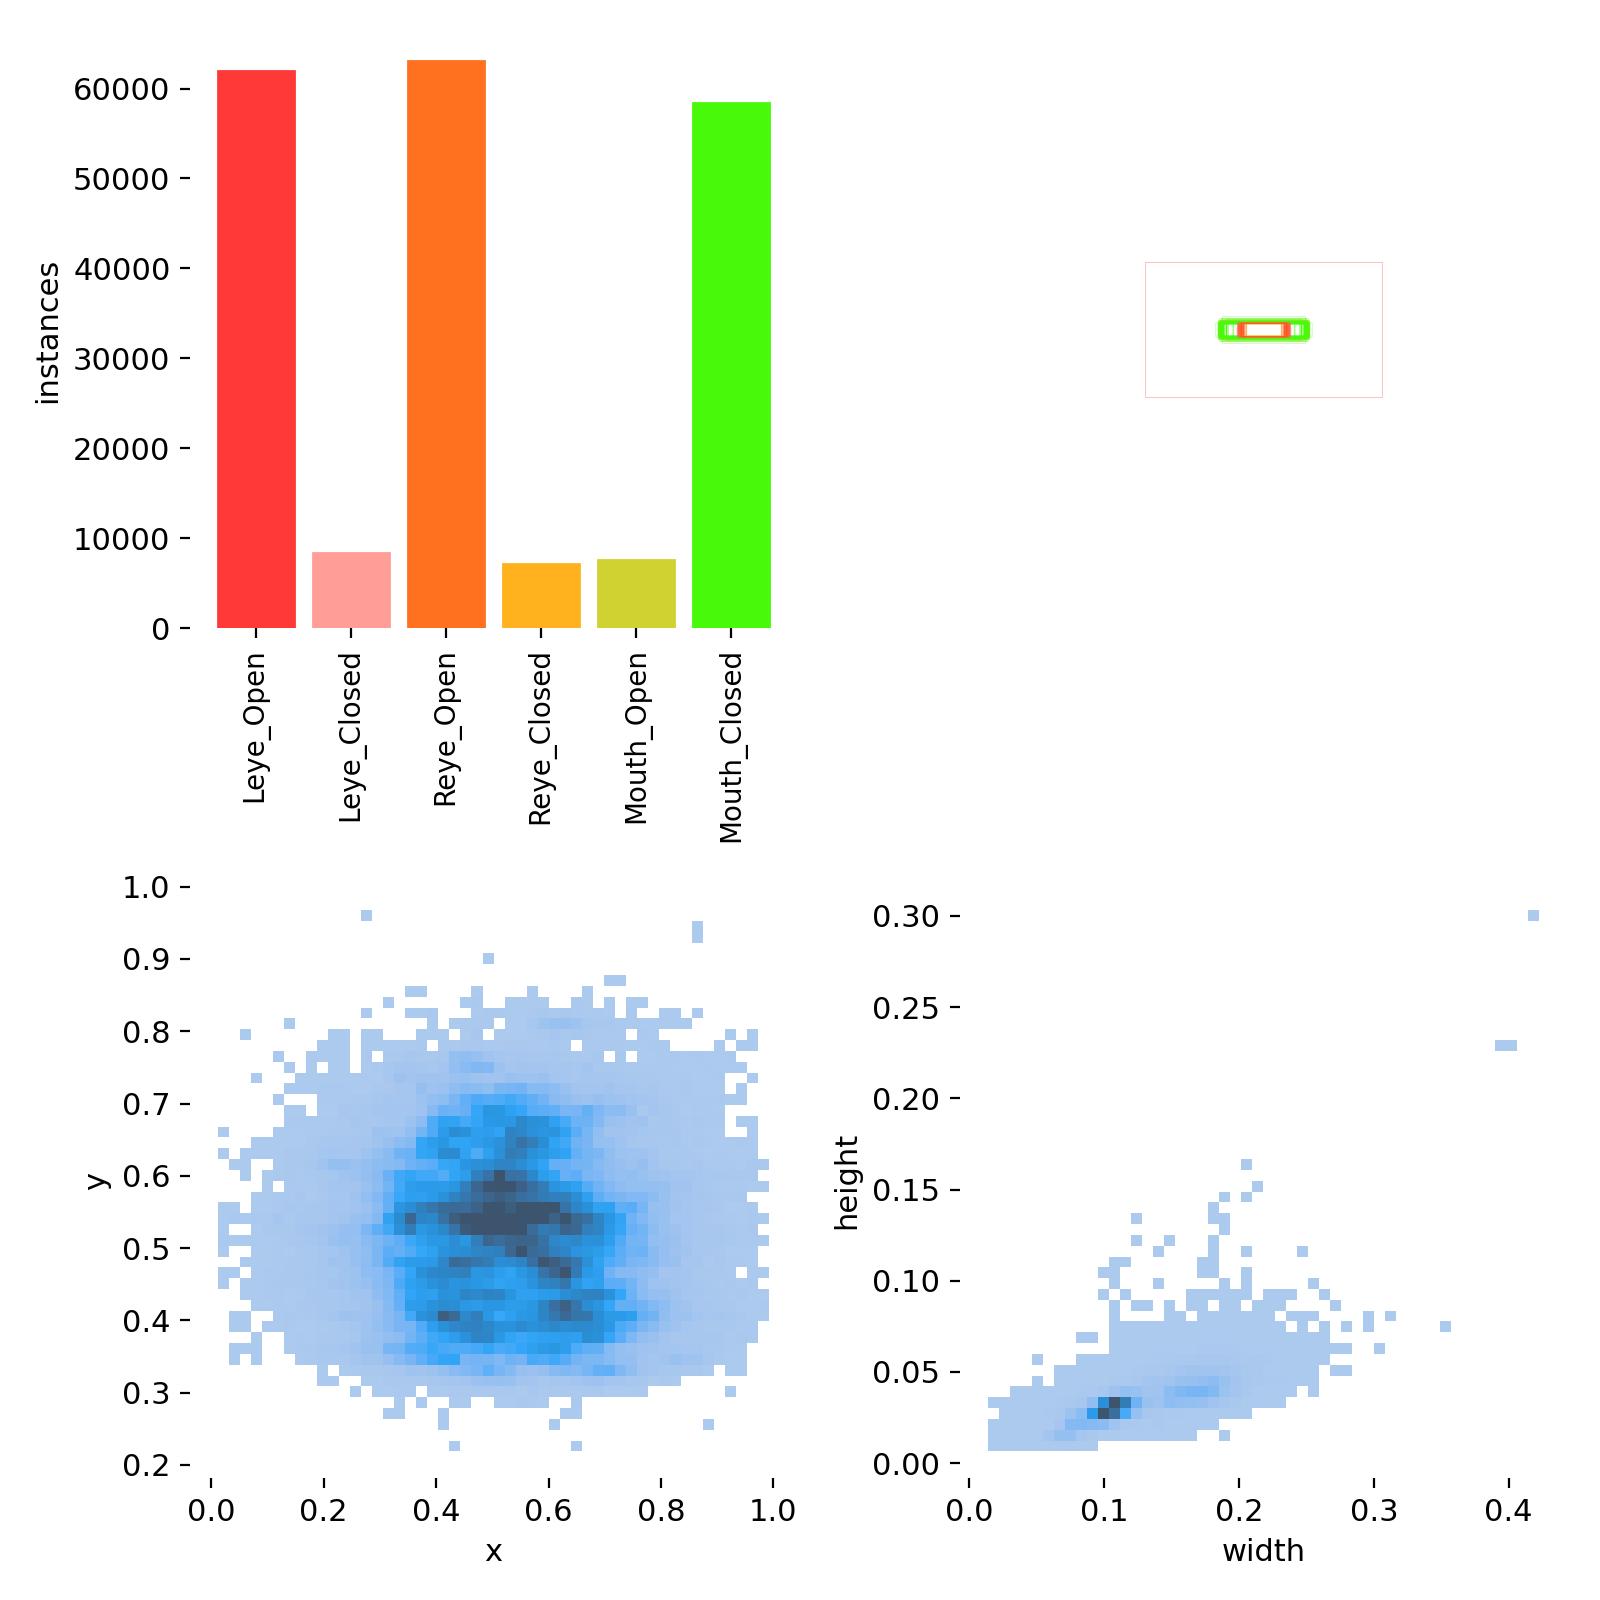 60000
50000
40000
30000
20000
10000
0
instances
Leye_Open
Leye_Closed
Reye_Open
Reye_Closed
Mouth_Open
Mouth_Closed
1.0
0.9
0.8
0.7
0.6
0.5
0.4
0.3
0.2
y
0.0 0.2 0.4 0.6 0.8 1.0
x
0.30
0.25
0.20
0.15
0.10
0.05
0.00
height
0.0 0.1 0.2 0.3 0.4
width